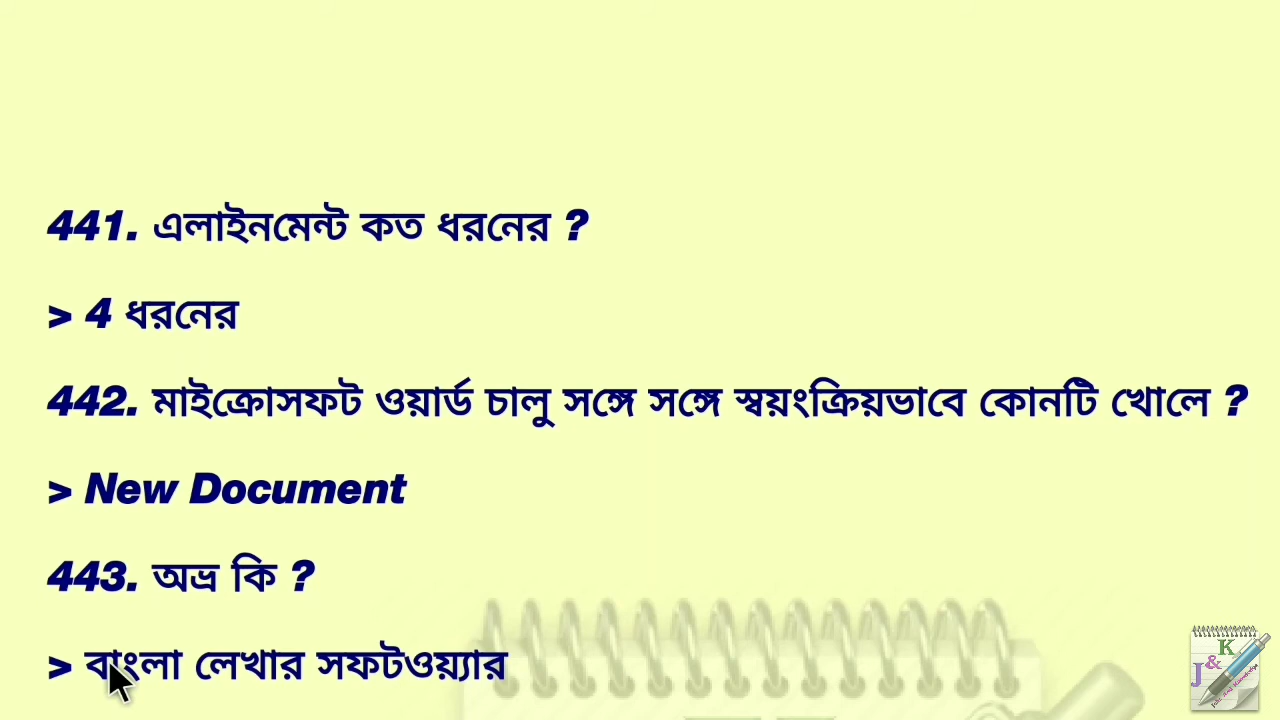 441. এলাইনমেন্ট কত ধরনের ?
> 4 ধরনের
442. মাইক্রোসফট ওয়ার্ড চালু সঙ্গে সঙ্গে স্বয়ংক্রিয়ভাবে কোনটি খোলে ?
> New Document
443. অভ্র কি ?
> বাংলা লেখার সফটওয়্যার
J & K